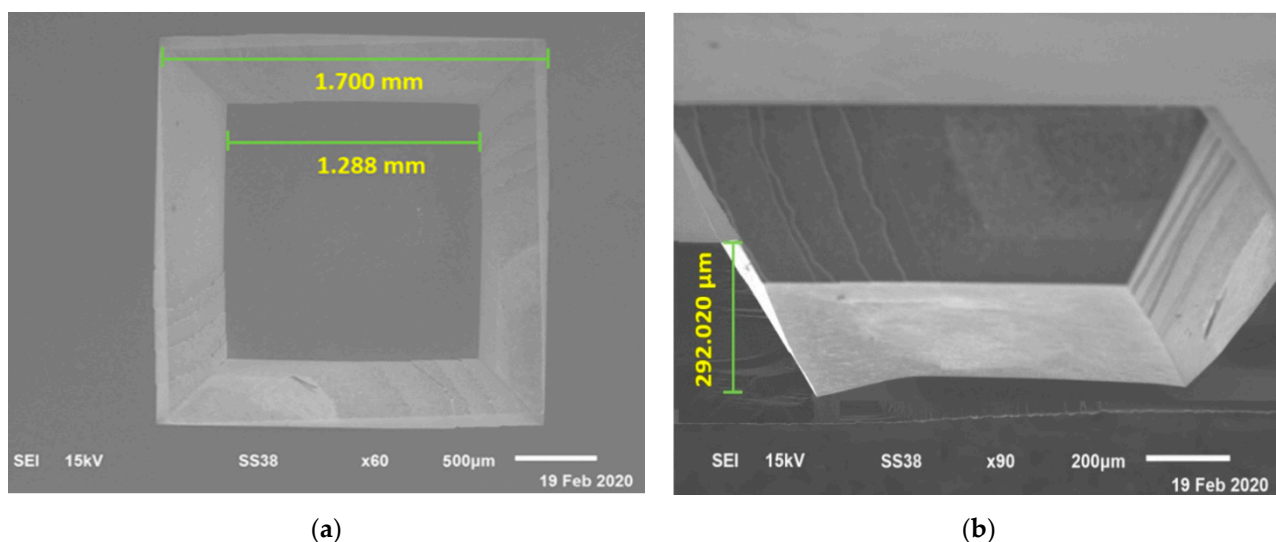 1.700 mm
1.288 mm
SEI 15kV SS38 x60 500µm
19 Feb 2020
(a)
292.020 µm
SEI 15kV SS38 x90 200µm
19 Feb 2020
(b)